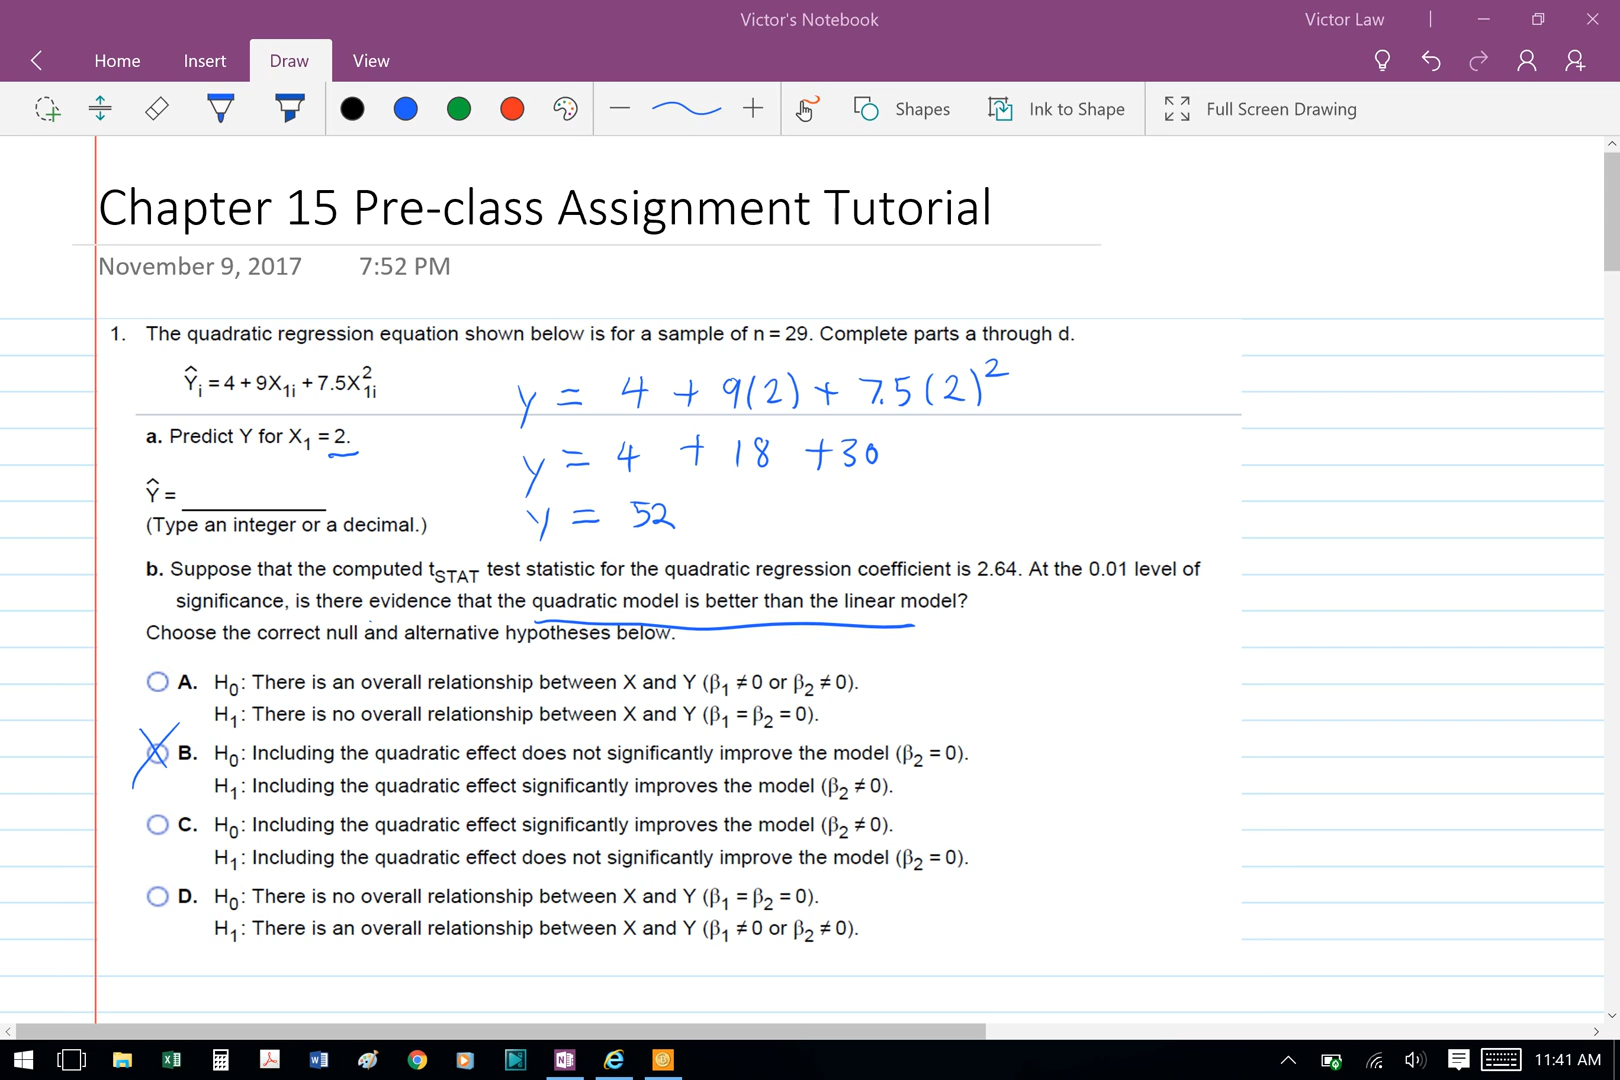 Victor's Notebook
Victor Law
Home Insert Draw View
Shapes Ink to Shape Full Screen Drawing
Chapter 15 Pre-class Assignment Tutorial
November 9, 2017 7:52 PM
1. The quadratic regression equation shown below is for a sample of n = 29. Complete parts a through d.
Ŷᵢ = 4 + 9X₁ᵢ + 7.5X²₁ᵢ
y = 4 + 9(2) + 7.5(2)²
a. Predict Y for X₁ = 2.
y = 4 + 18 + 30
Ŷ = ____________
y = 52
(Type an integer or a decimal.)
b. Suppose that the computed tSTAT test statistic for the quadratic regression coefficient is 2.64. At the 0.01 level of
significance, is there evidence that the quadratic model is better than the linear model?
Choose the correct null and alternative hypotheses below.
A. H₀: There is an overall relationship between X and Y (β₁ ≠ 0 or β₂ ≠ 0).
H₁: There is no overall relationship between X and Y (β₁ = β₂ = 0).
B. H₀: Including the quadratic effect does not significantly improve the model (β₂ = 0).
H₁: Including the quadratic effect significantly improves the model (β₂ ≠ 0).
C. H₀: Including the quadratic effect significantly improves the model (β₂ ≠ 0).
H₁: Including the quadratic effect does not significantly improve the model (β₂ = 0).
D. H₀: There is no overall relationship between X and Y (β₁ = β₂ = 0).
H₁: There is an overall relationship between X and Y (β₁ ≠ 0 or β₂ ≠ 0).
11:41 AM